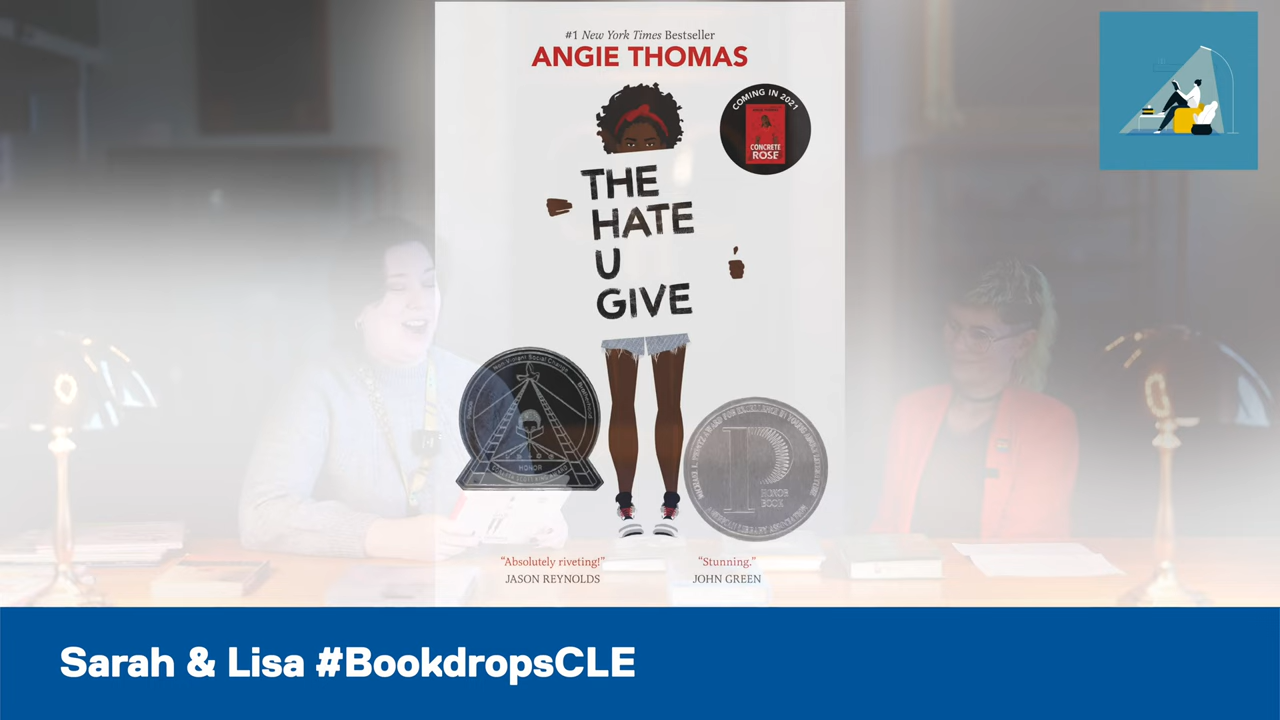 #1 New York Times Bestseller
ANGIE THOMAS
COMING IN 2021
CONCRETE
ROSE
THE
HATE
U
GIVE
HONOR
HONOR
BOOK
"Absolutely riveting!"
JASON REYNOLDS
"Stunning."
JOHN GREEN
Sarah & Lisa #BookdropsCLE